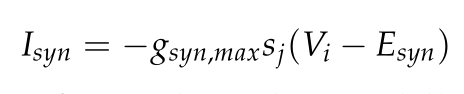 I_{syn} = -g_{syn,max}s_j(V_i - E_{syn})